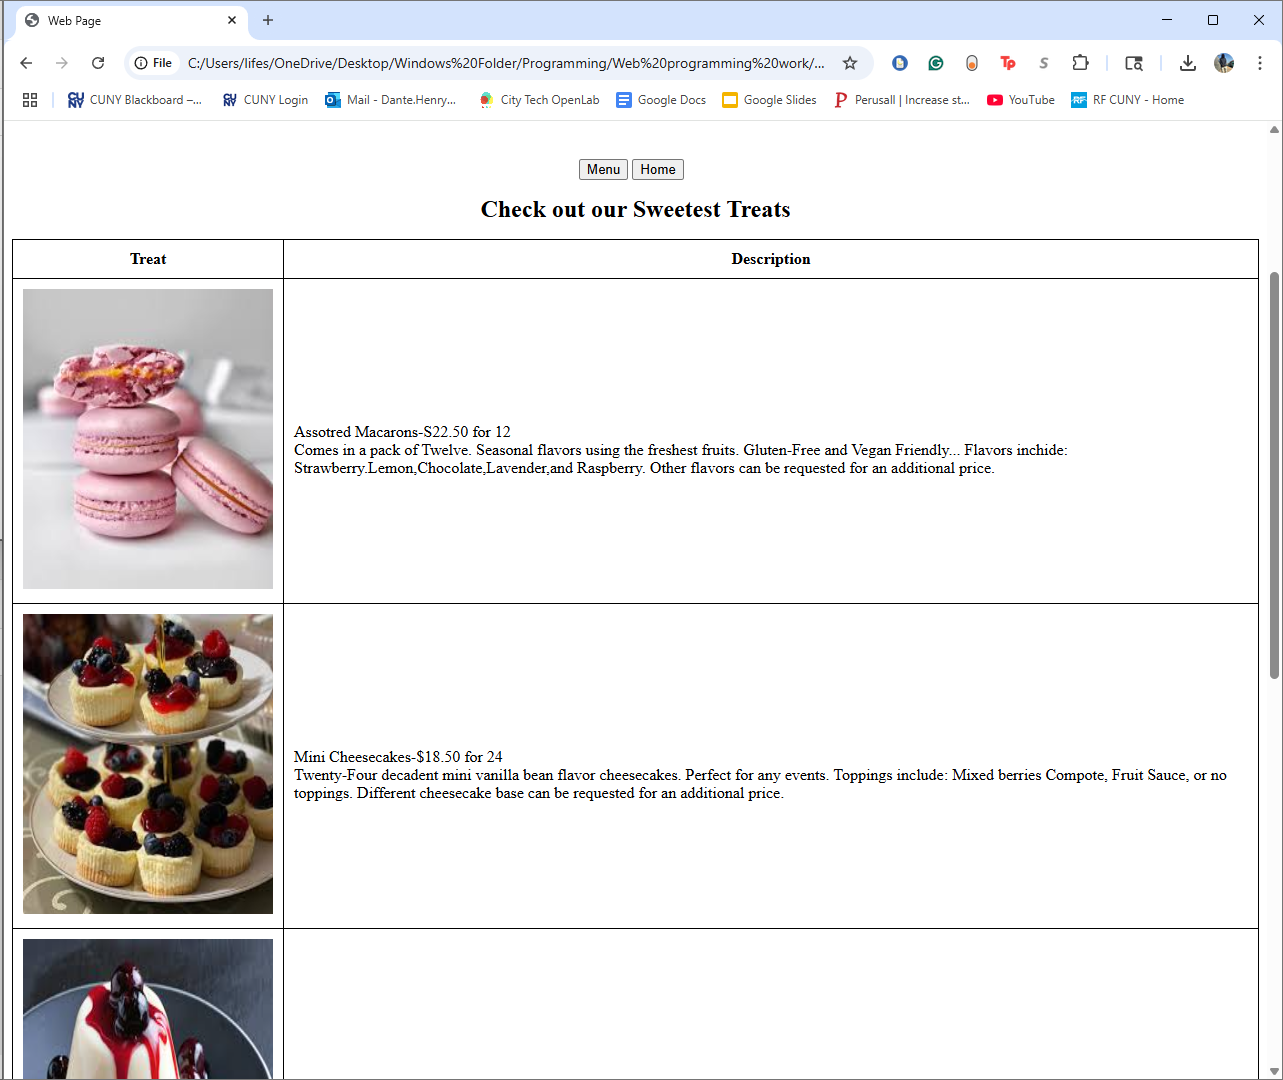 Web Page
File
C:/Users/lifes/OneDrive/Desktop/Windows%20Folder/Programming/Web%20programming%20work/...
CUNY Blackboard –... CUNY Login Mail - Dante.Henry... City Tech OpenLab Google Docs Google Slides Perusall | Increase st... YouTube RF CUNY - Home
Menu Home
Check out our Sweetest Treats
Treat Description
Assotred Macarons-$22.50 for 12
Comes in a pack of Twelve. Seasonal flavors using the freshest fruits. Gluten-Free and Vegan Friendly... Flavors inchide:
Strawberry.Lemon,Chocolate,Lavender,and Raspberry. Other flavors can be requested for an additional price.
Mini Cheesecakes-$18.50 for 24
Twenty-Four decadent mini vanilla bean flavor cheesecakes. Perfect for any events. Toppings include: Mixed berries Compote, Fruit Sauce, or no
toppings. Different cheesecake base can be requested for an additional price.